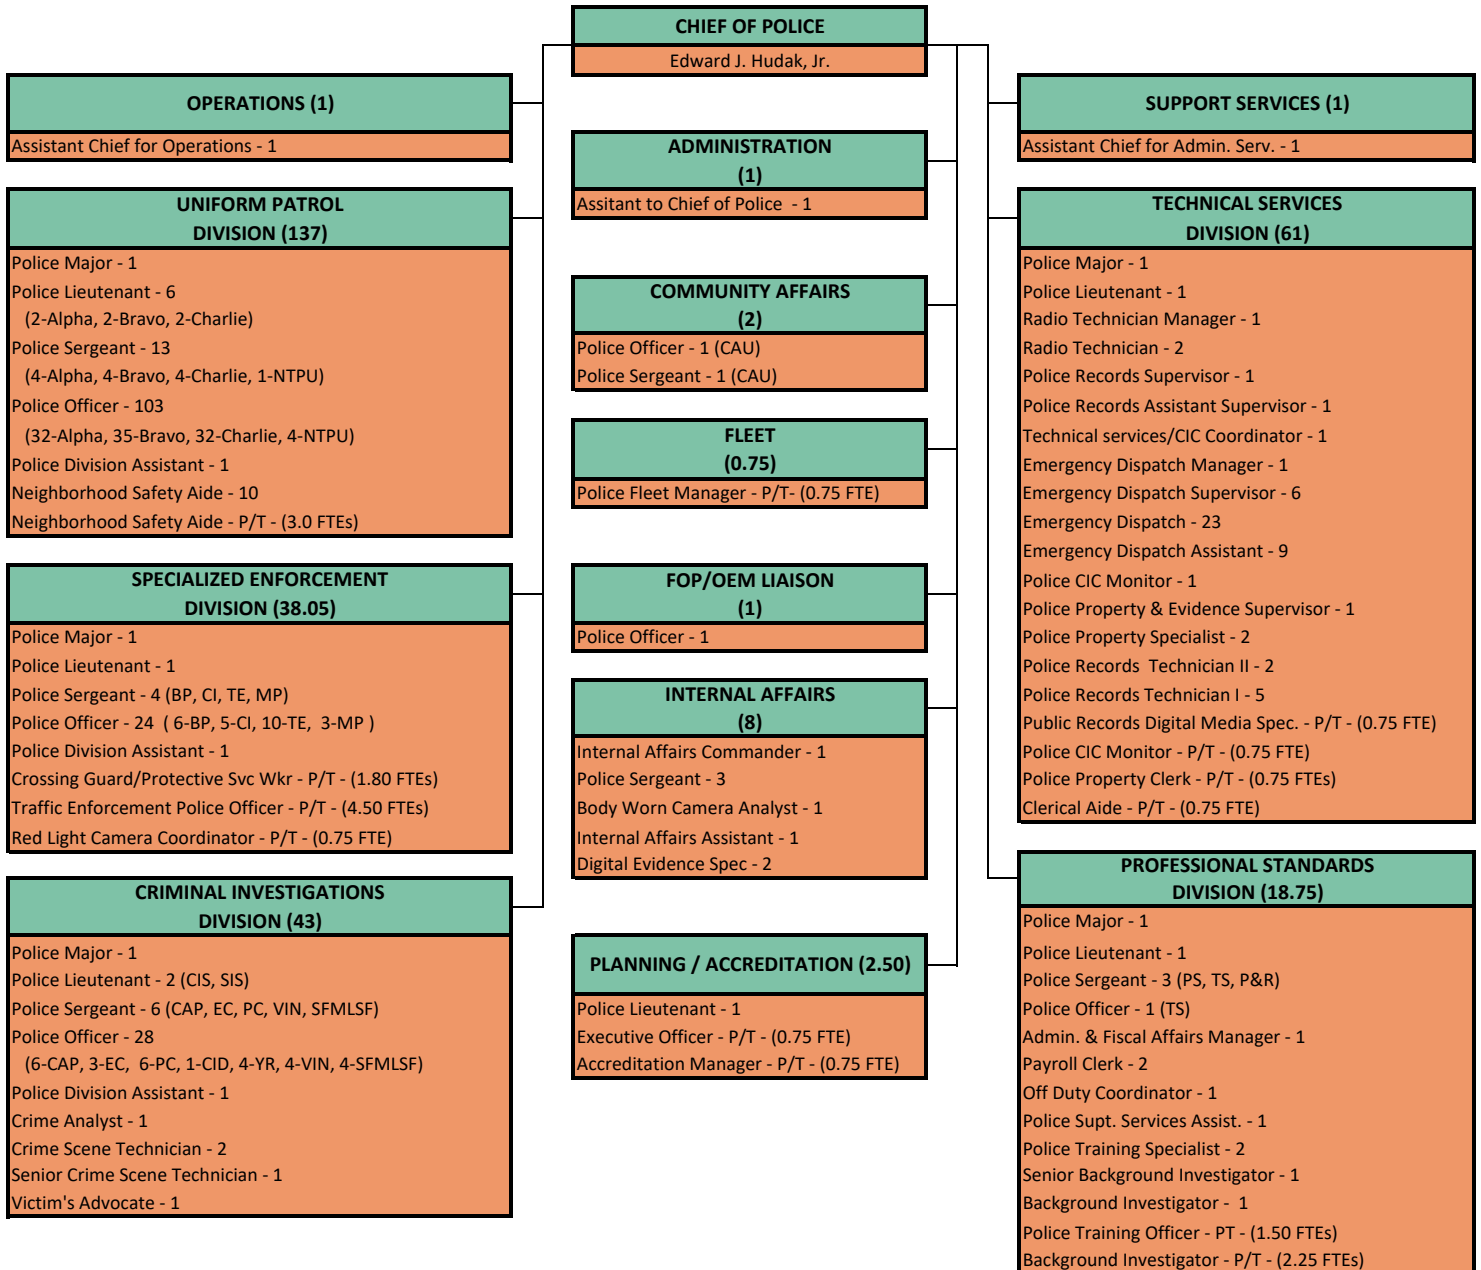 CHIEF OF POLICE
Edward J. Hudak, Jr.
OPERATIONS (1)
Assistant Chief for Operations - 1
UNIFORM PATROL
DIVISION (137)
Police Major - 1
Police Lieutenant - 6
(2-Alpha, 2-Bravo, 2-Charlie)
Police Sergeant - 13
(4-Alpha, 4-Bravo, 4-Charlie, 1-NTPU)
Police Officer - 103
(32-Alpha, 35-Bravo, 32-Charlie, 4-NTPU)
Police Division Assistant - 1
Neighborhood Safety Aide - 10
Neighborhood Safety Aide - P/T - (3.0 FTEs)
SPECIALIZED ENFORCEMENT
DIVISION (38.05)
Police Major - 1
Police Lieutenant - 1
Police Sergeant - 4 (BP, CI, TE, MP)
Police Officer - 24 ( 6-BP, 5-CI, 10-TE, 3-MP )
Police Division Assistant - 1
Crossing Guard/Protective Svc Wkr - P/T - (1.80 FTEs)
Traffic Enforcement Police Officer - P/T - (4.50 FTEs)
Red Light Camera Coordinator - P/T - (0.75 FTE)
CRIMINAL INVESTIGATIONS
DIVISION (43)
Police Major - 1
Police Lieutenant - 2 (CIS, SIS)
Police Sergeant - 6 (CAP, EC, PC, VIN, SFMLSF)
Police Officer - 28
(6-CAP, 3-EC, 6-PC, 1-CID, 4-YR, 4-VIN, 4-SFMLSF)
Police Division Assistant - 1
Crime Analyst - 1
Crime Scene Technician - 2
Senior Crime Scene Technician - 1
Victim's Advocate - 1
ADMINISTRATION
(1)
Assitant to Chief of Police - 1
COMMUNITY AFFAIRS
(2)
Police Officer - 1 (CAU)
Police Sergeant - 1 (CAU)
FLEET
(0.75)
Police Fleet Manager - P/T- (0.75 FTE)
FOP/OEM LIAISON
(1)
Police Officer - 1
INTERNAL AFFAIRS
(8)
Internal Affairs Commander - 1
Police Sergeant - 3
Body Worn Camera Analyst - 1
Internal Affairs Assistant - 1
Digital Evidence Spec - 2
PLANNING / ACCREDITATION (2.50)
Police Lieutenant - 1
Executive Officer - P/T - (0.75 FTE)
Accreditation Manager - P/T - (0.75 FTE)
SUPPORT SERVICES (1)
Assistant Chief for Admin. Serv. - 1
TECHNICAL SERVICES
DIVISION (61)
Police Major - 1
Police Lieutenant - 1
Radio Technician Manager - 1
Radio Technician - 2
Police Records Supervisor - 1
Police Records Assistant Supervisor - 1
Technical services/CIC Coordinator - 1
Emergency Dispatch Manager - 1
Emergency Dispatch Supervisor - 6
Emergency Dispatch - 23
Emergency Dispatch Assistant - 9
Police CIC Monitor - 1
Police Property & Evidence Supervisor - 1
Police Property Specialist - 2
Police Records Technician II - 2
Police Records Technician I - 5
Public Records Digital Media Spec. - P/T - (0.75 FTE)
Police CIC Monitor - P/T - (0.75 FTE)
Police Property Clerk - P/T - (0.75 FTEs)
Clerical Aide - P/T - (0.75 FTE)
PROFESSIONAL STANDARDS
DIVISION (18.75)
Police Major - 1
Police Lieutenant - 1
Police Sergeant - 3 (PS, TS, P&R)
Police Officer - 1 (TS)
Admin. & Fiscal Affairs Manager - 1
Payroll Clerk - 2
Off Duty Coordinator - 1
Police Supt. Services Assist. - 1
Police Training Specialist - 2
Senior Background Investigator - 1
Background Investigator - 1
Police Training Officer - PT - (1.50 FTEs)
Background Investigator - P/T - (2.25 FTEs)